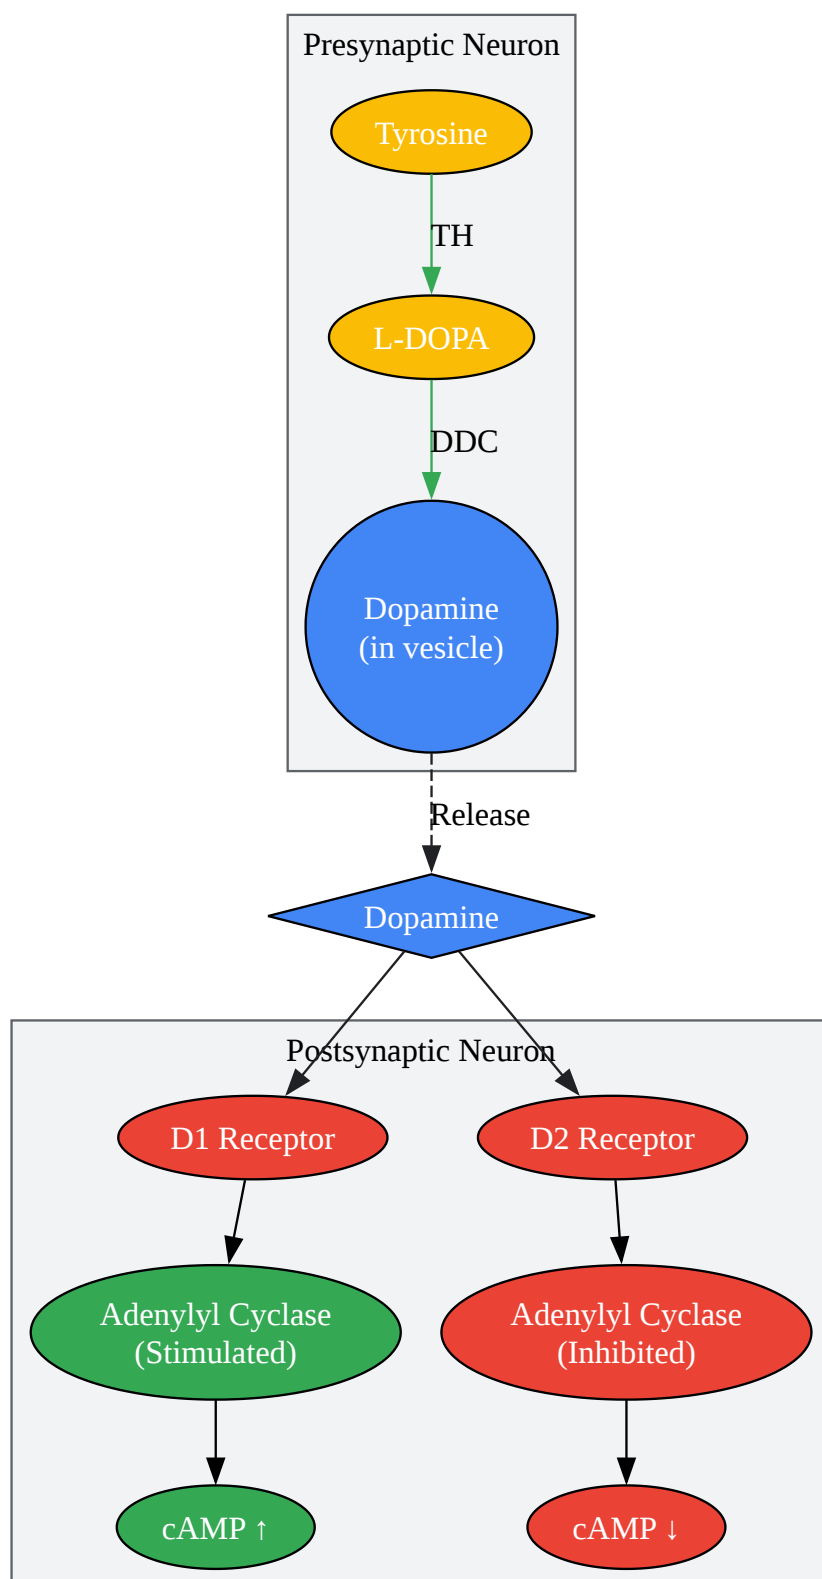 Presynaptic Neuron
Tyrosine
TH
L-DOPA
DDC
Dopamine
(in vesicle)
Release
Dopamine
Postsynaptic Neuron
D1 Receptor
D2 Receptor
Adenylyl Cyclase
(Stimulated)
Adenylyl Cyclase
(Inhibited)
cAMP ↑
cAMP ↓